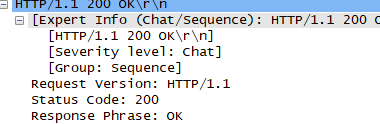 HTTP/1.1 200 OK\r\n
[Expert Info (Chat/Sequence): HTTP/1.1 200 O
[HTTP/1.1 200 OK\r\n]
[Severity level: Chat]
[Group: Sequence]
Request Version: HTTP/1.1
Status Code: 200
Response Phrase: OK